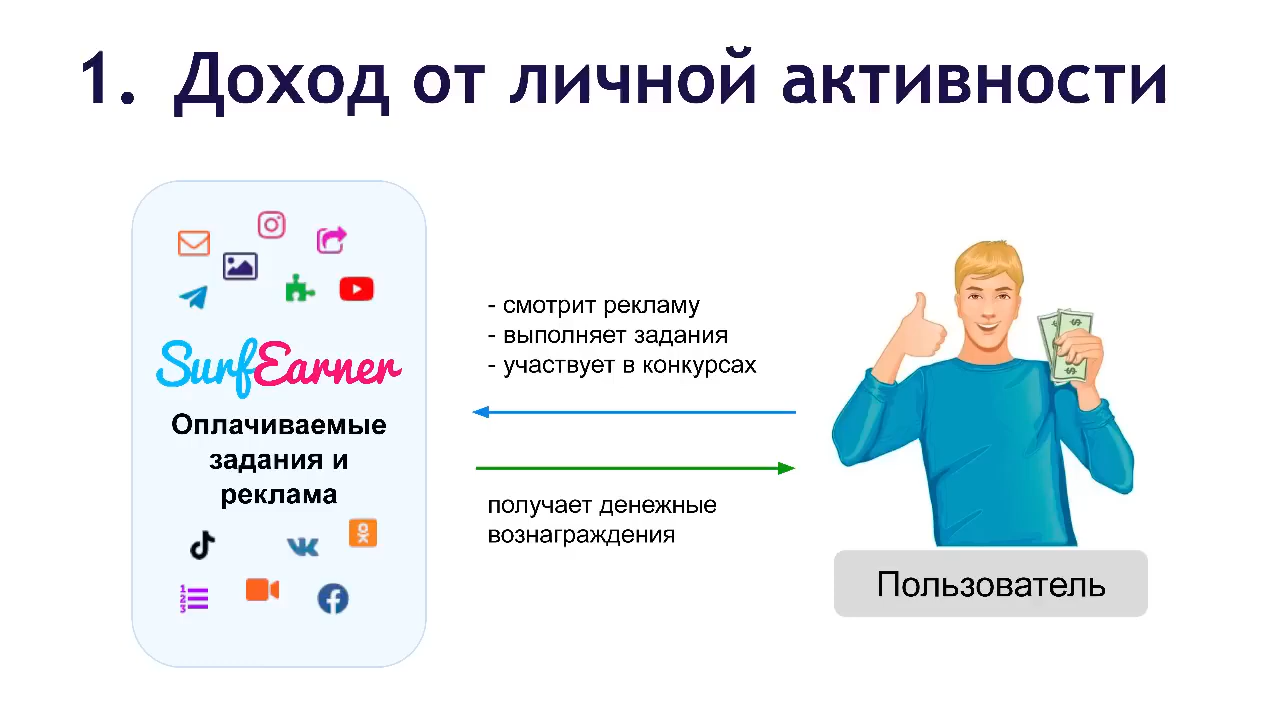 1. Доход от личной активности
SurfEarner
Оплачиваемые
задания и
реклама
- смотрит рекламу
- выполняет задания
- участвует в конкурсах
получает денежные
вознаграждения
Пользователь